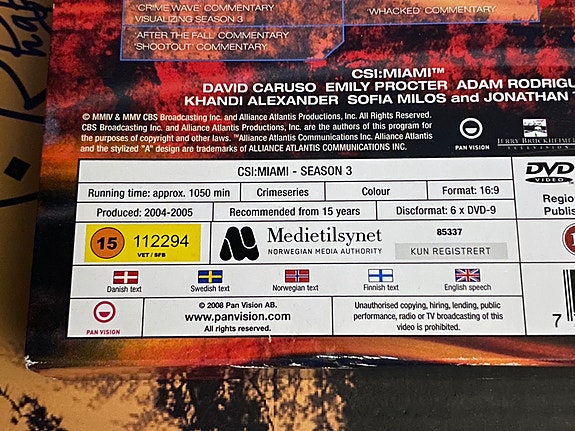 'CRIME WAVE' COMMENTARY
VISUALIZING SEASON 3
'WHACKED' COMMENTARY
'AFTER THE FALL' COMMENTARY
'SHOOTOUT' COMMENTARY
CSI:MIAMI™
DAVID CARUSO EMILY PROCTER ADAM RODRIGU
KHANDI ALEXANDER SOFIA MILOS and JONATHAN T
© MMIV & MMV CBS Broadcasting Inc. and Alliance Atlantis Productions, Inc. All Rights Reserved.
CBS Broadcasting Inc. and Alliance Atlantis Productions, Inc. are the authors of this program for
the purposes of copyright and other laws. ™Alliance Atlantis Communications Inc. Alliance Atlantis
and the stylized "A" design are trademarks of ALLIANCE ATLANTIS COMMUNICATIONS INC.
PAN VISION
JERRY BRUCKHEIMER
TELEVISION
CSI:MIAMI - SEASON 3
Running time: approx. 1050 min
Crimeseries
Colour
Format: 16:9
Produced: 2004-2005
Recommended from 15 years
Discformat: 6 x DVD-9
15
112294
VET / SFB
Medietilsynet
NORWEGIAN MEDIA AUTHORITY
85337
KUN REGISTRERT
Danish text
Swedish text
Norwegian text
Finnish text
English speech
PAN VISION
© 2008 Pan Vision AB.
www.panvision.com
All rights reserved.
Unauthorised copying, hiring, lending, public
performance, radio or TV broadcasting of this
video is prohibited.
DVD
VIDEO
Regio
Publis
7